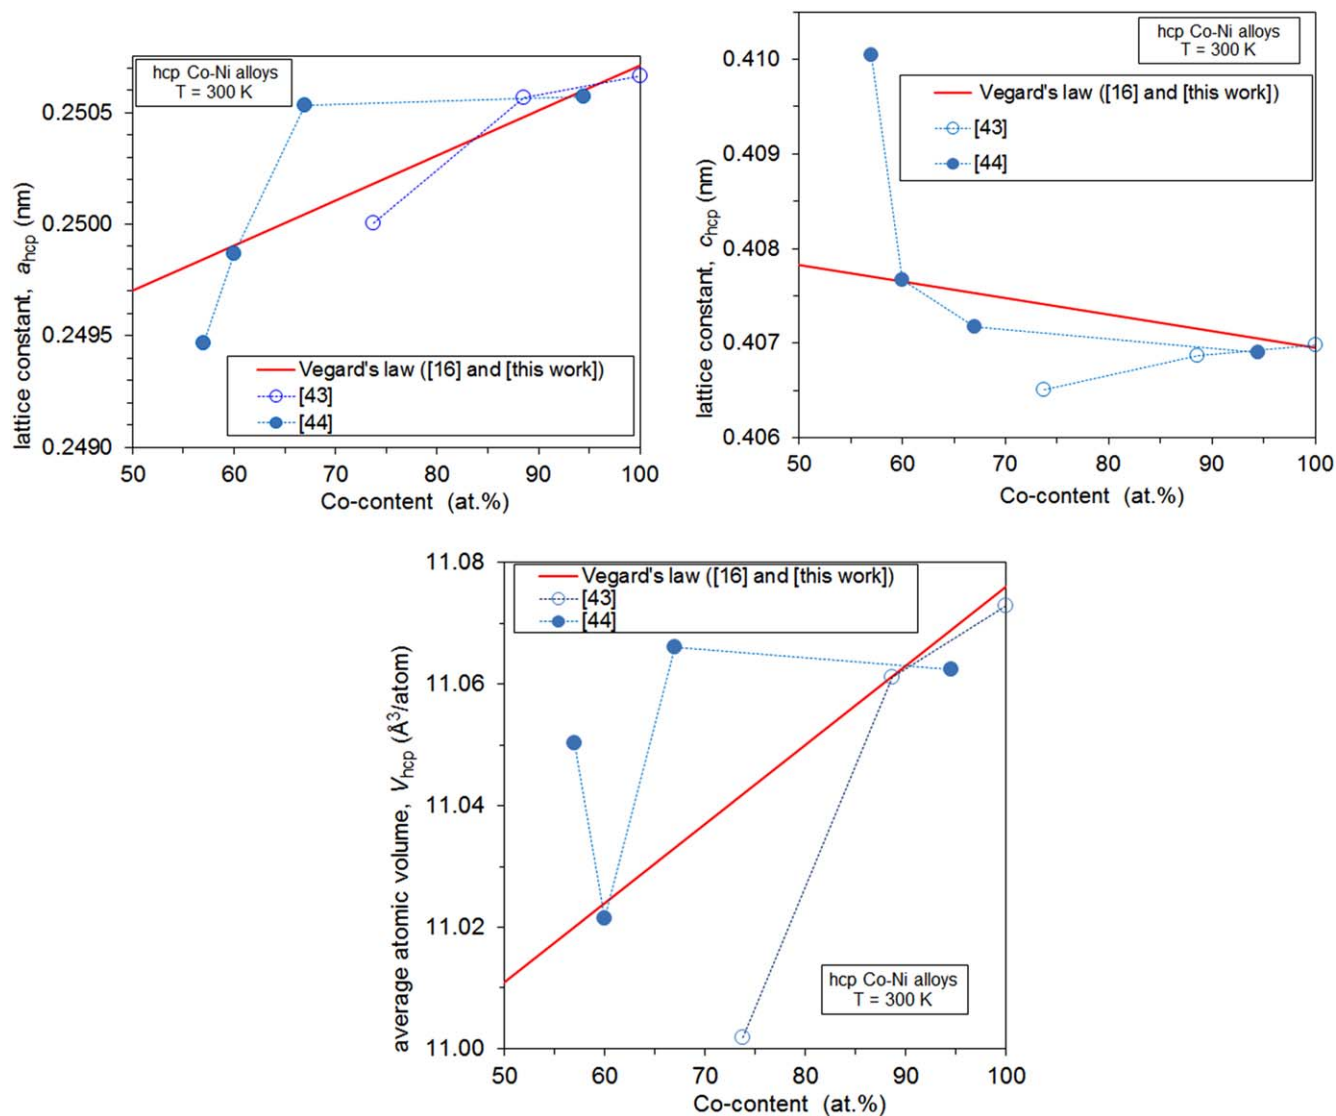 hcp Co-Ni alloys
T = 300 K
lattice constant, a_hcp (nm)
0.2505
0.2500
0.2495
0.2490
Vegard's law ([16] and [this work])
[43]
[44]
50 60 70 80 90 100
Co-content (at.%)
hcp Co-Ni alloys
T = 300 K
Vegard's law ([16] and [this work])
[43]
[44]
lattice constant, c_hcp (nm)
0.410
0.409
0.408
0.407
0.406
50 60 70 80 90 100
Co-content (at.%)
Vegard's law ([16] and [this work])
[43]
[44]
average atomic volume, V_hcp (Å³/atom)
11.08
11.06
11.04
11.02
11.00
hcp Co-Ni alloys
T = 300 K
50 60 70 80 90 100
Co-content (at.%)